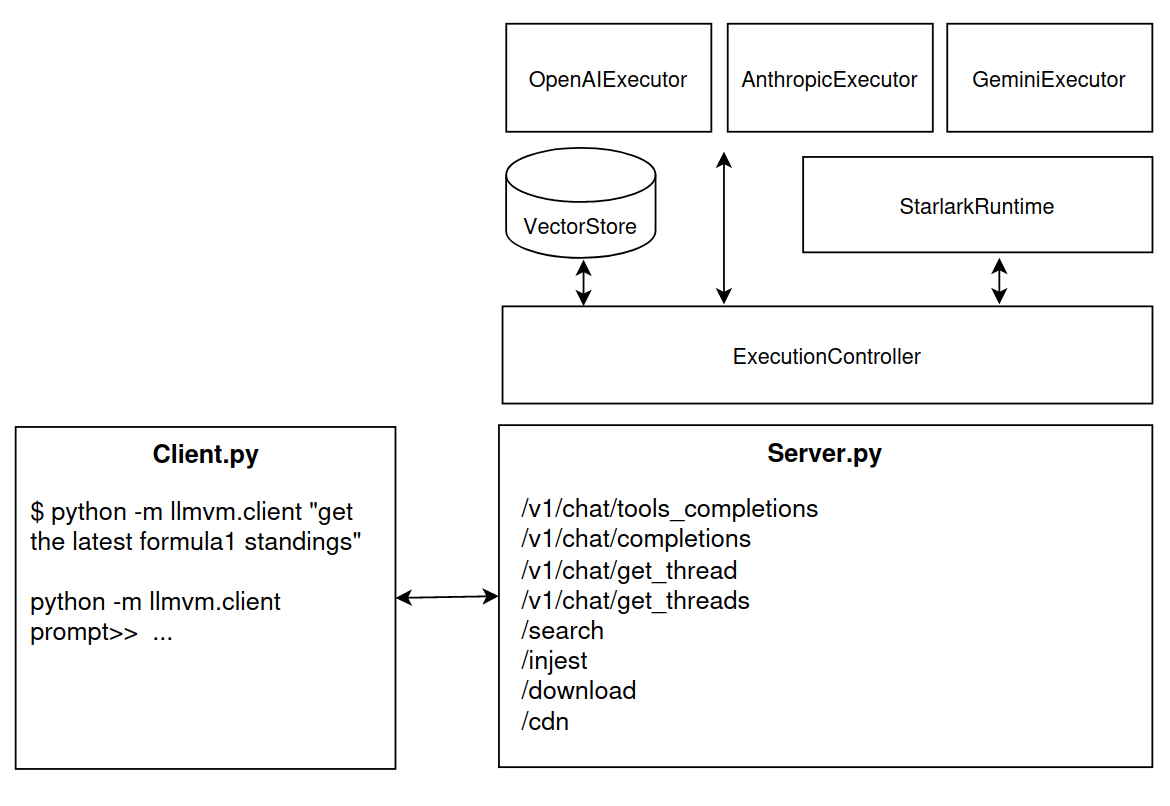 OpenAIExecutor
AnthropicExecutor
GeminiExecutor
VectorStore
StarlarkRuntime
ExecutionController
Client.py
$ python -m llmvm.client "get
the latest formula1 standings"
python -m llmvm.client
prompt>> ...
Server.py
/v1/chat/tools_completions
/v1/chat/completions
/v1/chat/get_thread
/v1/chat/get_threads
/search
/injest
/download
/cdn